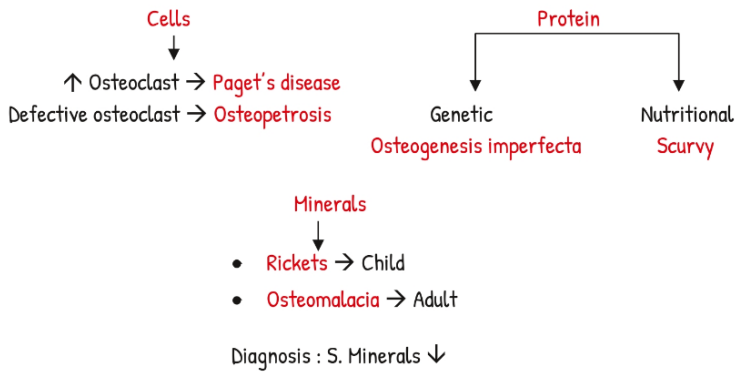 Cells
↑ Osteoclast → Paget's disease
Defective osteoclast → Osteopetrosis
Protein
Genetic
Osteogenesis imperfecta
Nutritional
Scurvy
Minerals
• Rickets → Child
• Osteomalacia → Adult
Diagnosis : S. Minerals ↓